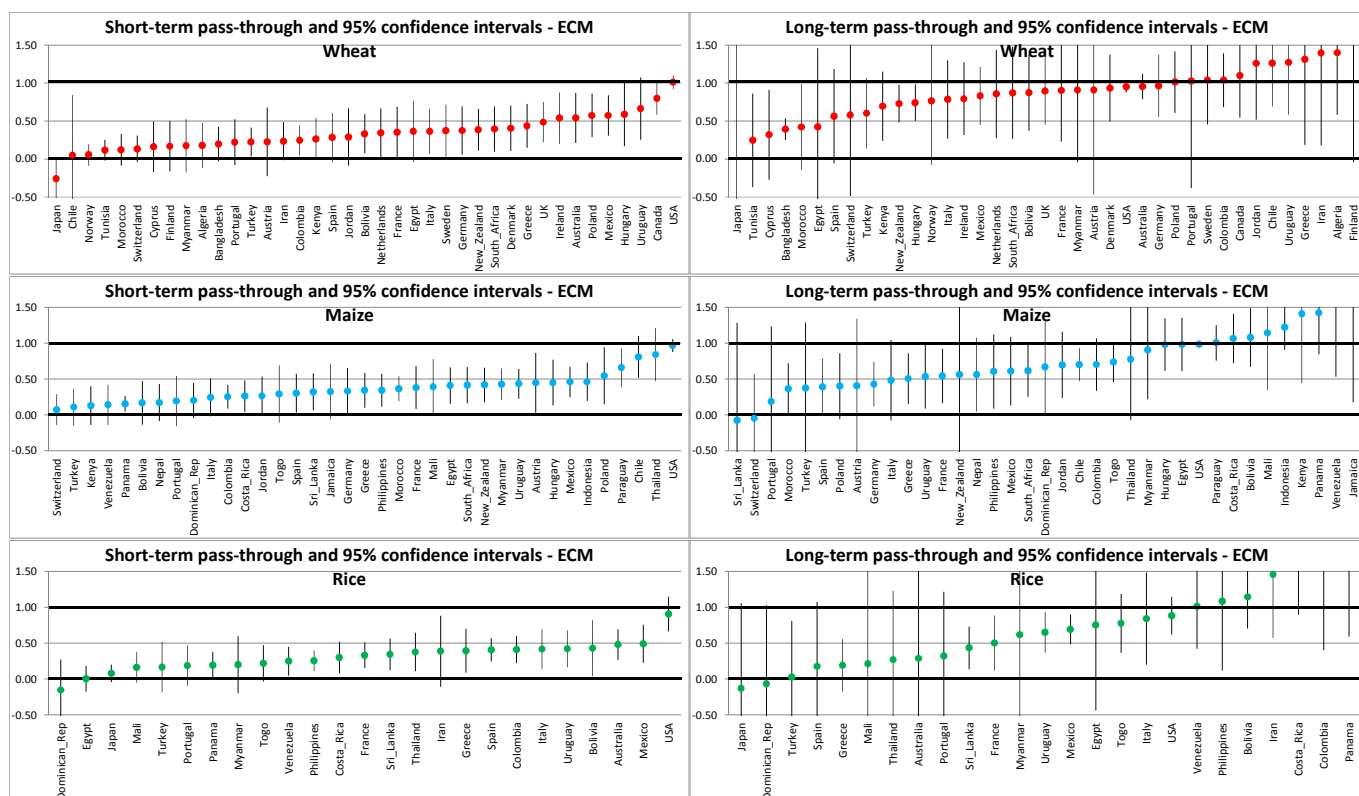 Short-term pass-through and 95% confidence intervals - ECM
Wheat
1.50
1.00
0.50
0.00
-0.50
Japan
Chile
Norway
Tunisia
Morocco
Switzerland
Cyprus
Finland
Myanmar
Algeria
Bangladesh
Portugal
Turkey
Austria
Iran
Colombia
Kenya
Spain
Jordan
Bolivia
Netherlands
France
Egypt
Italy
Sweden
Germany
New_Zealand
South_Africa
Denmark
Greece
UK
Ireland
Australia
Poland
Mexico
Hungary
Uruguay
Canada
USA
Long-term pass-through and 95% confidence intervals - ECM
Wheat
1.50
1.00
0.50
0.00
-0.50
Japan
Tunisia
Cyprus
Bangladesh
Morocco
Egypt
Spain
Switzerland
Turkey
Kenya
New_Zealand
Hungary
Norway
Italy
Ireland
Mexico
Netherlands
South_Africa
Bolivia
UK
France
Myanmar
Austria
Denmark
USA
Australia
Germany
Poland
Portugal
Sweden
Colombia
Canada
Jordan
Chile
Uruguay
Greece
Iran
Algeria
Finland
Short-term pass-through and 95% confidence intervals - ECM
Maize
1.50
1.00
0.50
0.00
-0.50
Switzerland
Turkey
Kenya
Venezuela
Panama
Bolivia
Nepal
Portugal
Dominican_Rep
Italy
Colombia
Costa_Rica
Jordan
Togo
Spain
Sri_Lanka
Jamaica
Germany
Greece
Philippines
Morocco
France
Mali
Egypt
South_Africa
New_Zealand
Myanmar
Uruguay
Austria
Hungary
Mexico
Indonesia
Poland
Paraguay
Chile
Thailand
USA
Long-term pass-through and 95% confidence intervals - ECM
Maize
1.50
1.00
0.50
0.00
-0.50
Sri_Lanka
Switzerland
Portugal
Morocco
Turkey
Spain
Poland
Austria
Germany
Italy
Greece
Uruguay
France
New_Zealand
Nepal
Philippines
Mexico
South_Africa
Dominican_Rep
Jordan
Chile
Colombia
Togo
Thailand
Myanmar
Hungary
Egypt
USA
Paraguay
Costa_Rica
Bolivia
Mali
Indonesia
Kenya
Panama
Venezuela
Jamaica
Short-term pass-through and 95% confidence intervals - ECM
Rice
1.50
1.00
0.50
0.00
-0.50
Dominican_Rep
Egypt
Japan
Mali
Turkey
Portugal
Panama
Myanmar
Togo
Venezuela
Philippines
Costa_Rica
France
Sri_Lanka
Thailand
Iran
Greece
Spain
Colombia
Italy
Uruguay
Bolivia
Australia
Mexico
USA
Long-term pass-through and 95% confidence intervals - ECM
Rice
1.50
1.00
0.50
0.00
-0.50
Japan
Dominican_Rep
Turkey
Spain
Greece
Mali
Thailand
Australia
Portugal
Sri_Lanka
France
Myanmar
Uruguay
Mexico
Egypt
Togo
Italy
USA
Venezuela
Philippines
Bolivia
Iran
Costa_Rica
Colombia
Panama